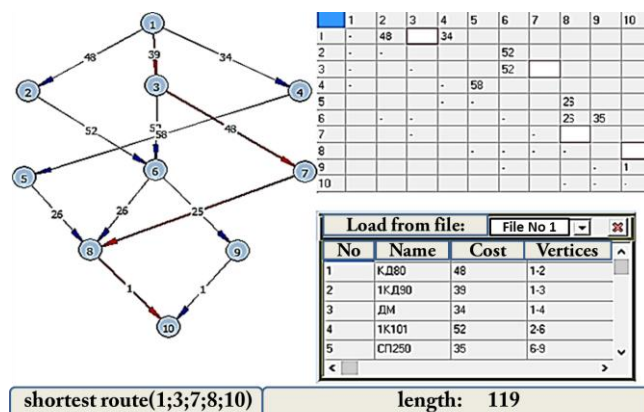 1
48
39
34
2
3
4
52
58
48
5
6
7
26
26
25
8
9
1
1
10
1 2 3 4 5 6 7 8 9 10
1 - 48 34
2 - - 52
3 - - 52
4 - - 58
5 - - 26
6 - - - 26 35
7 - -
8 - - - -
9 - - - 1
10 - - -
Load from file: File No 1
No Name Cost Vertices
1 КД80 48 1-2
2 1КД90 39 1-3
3 ДМ 34 1-4
4 1К101 52 2-6
5 СП250 35 6-9
shortest route(1;3;7;8;10) length: 119